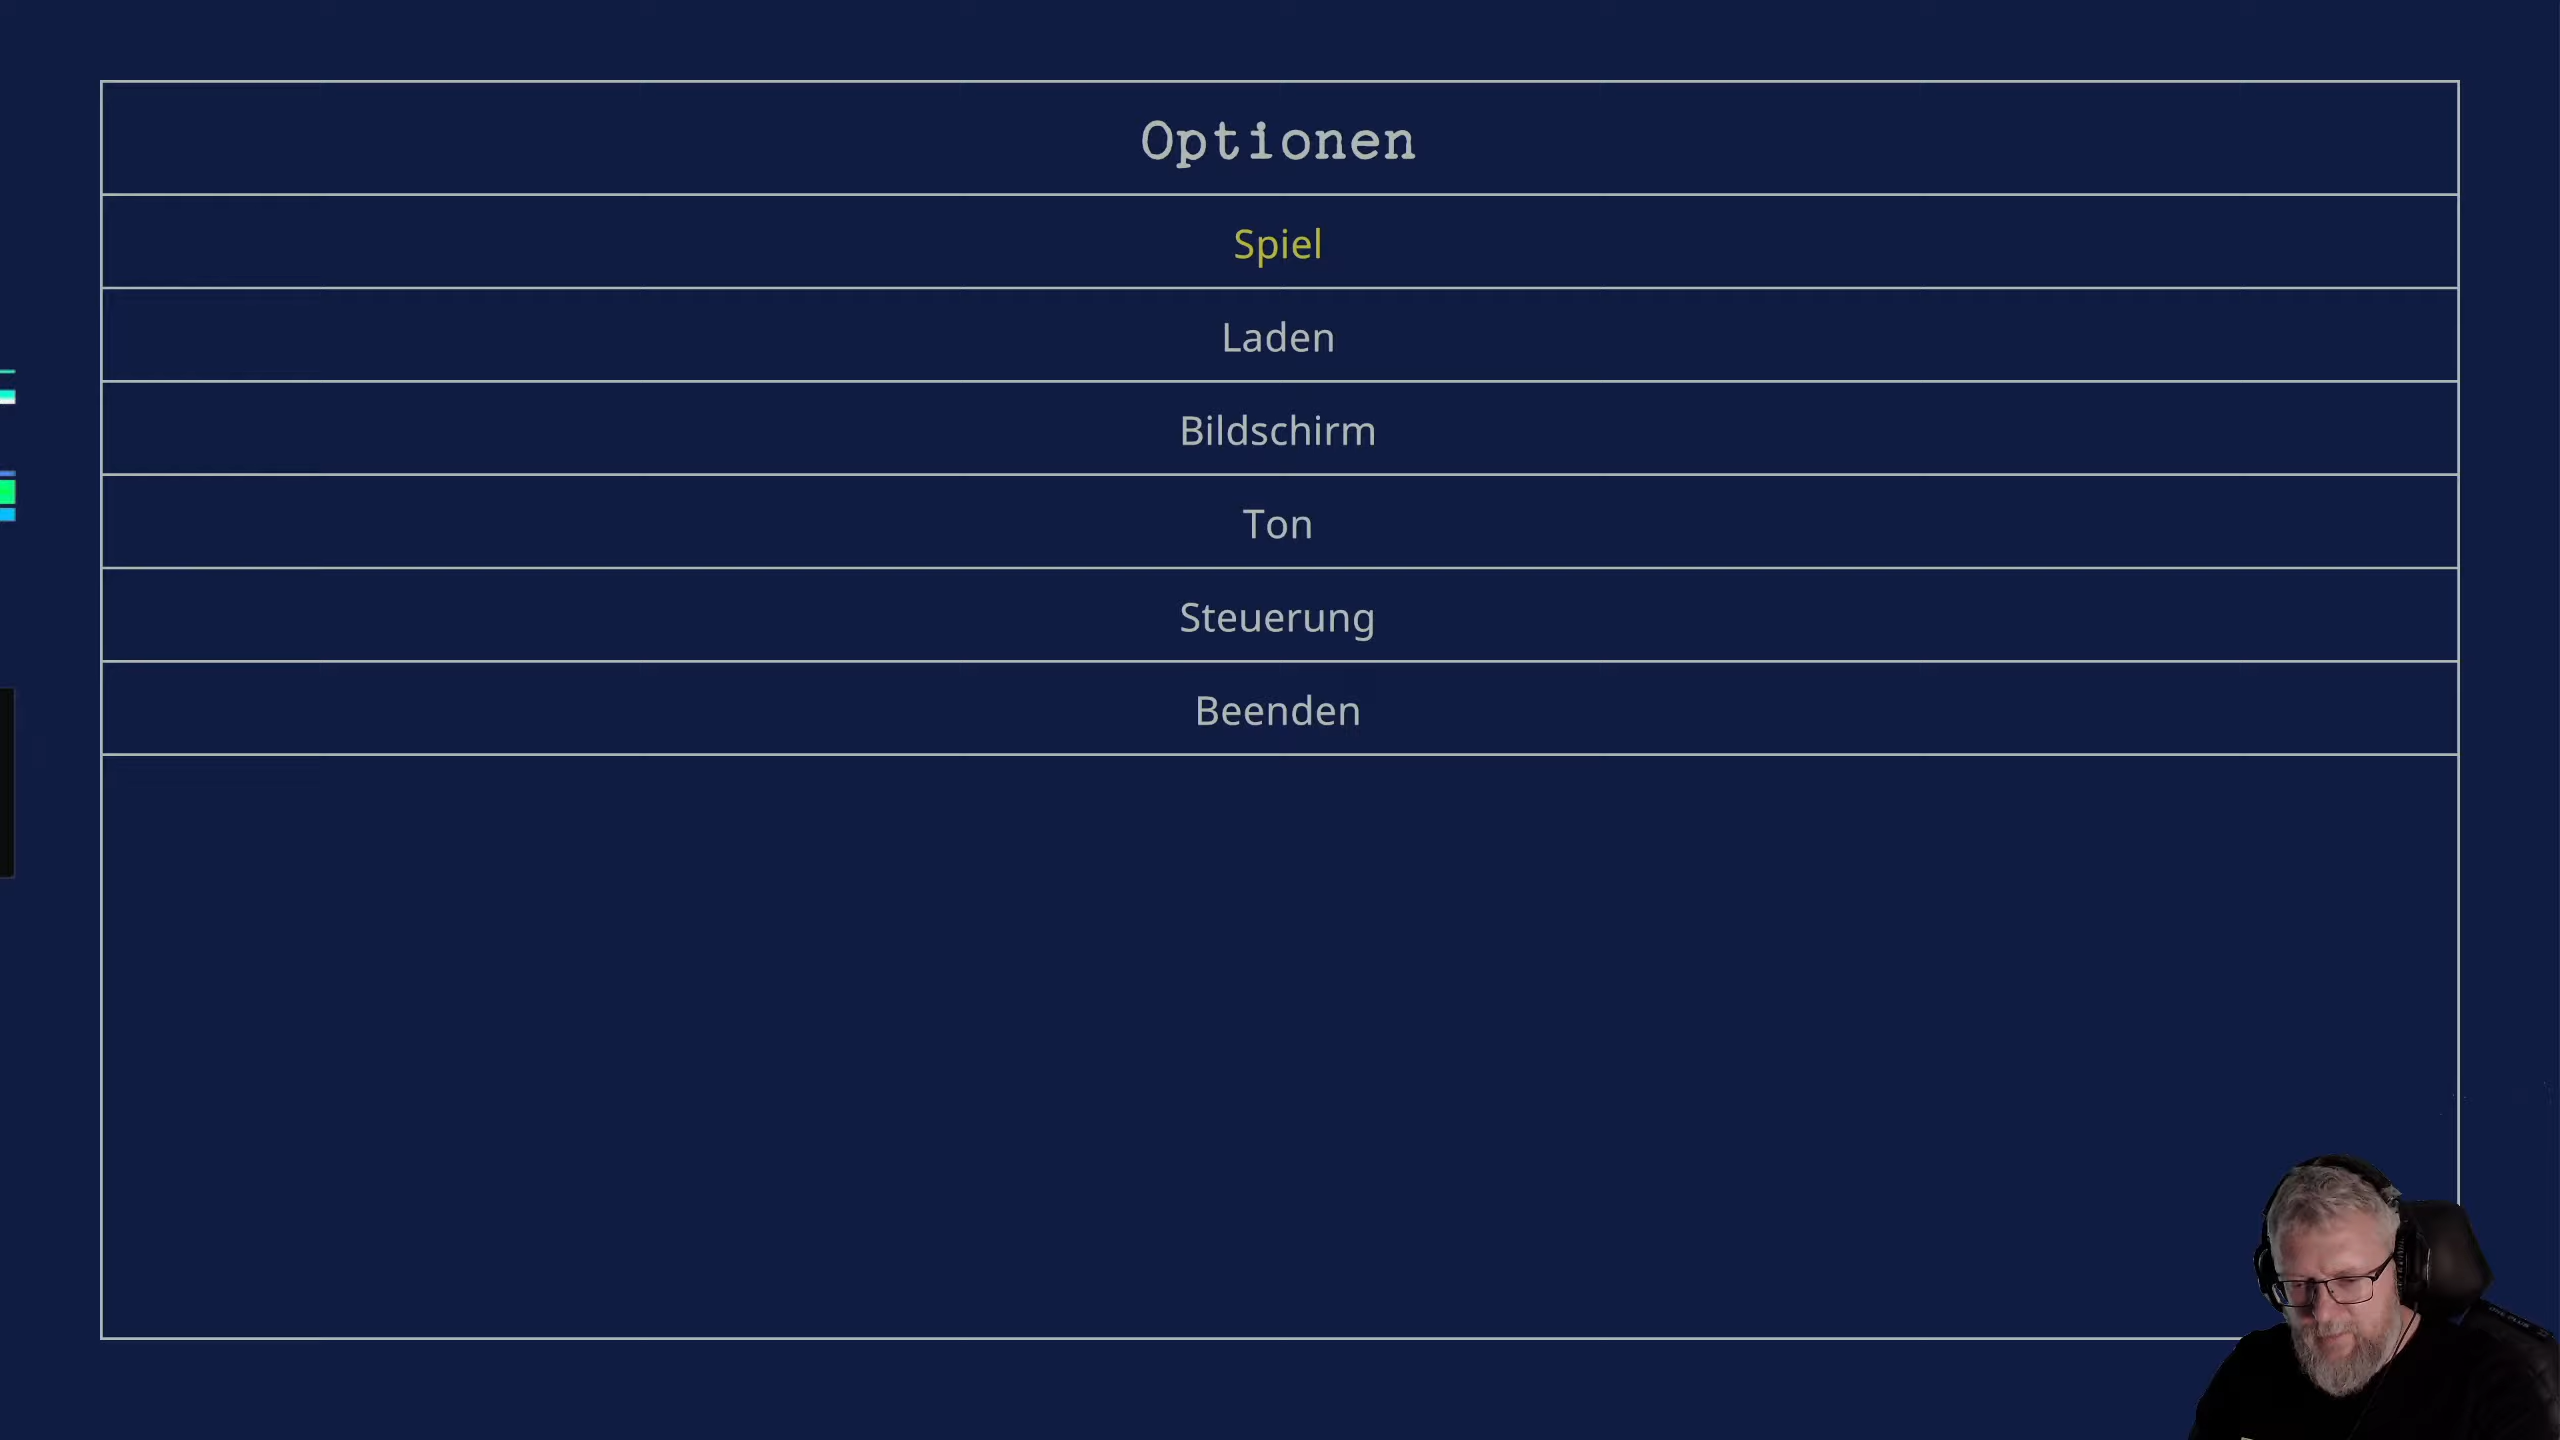 Optionen
Spiel
Laden
Bildschirm
Ton
Steuerung
Beenden